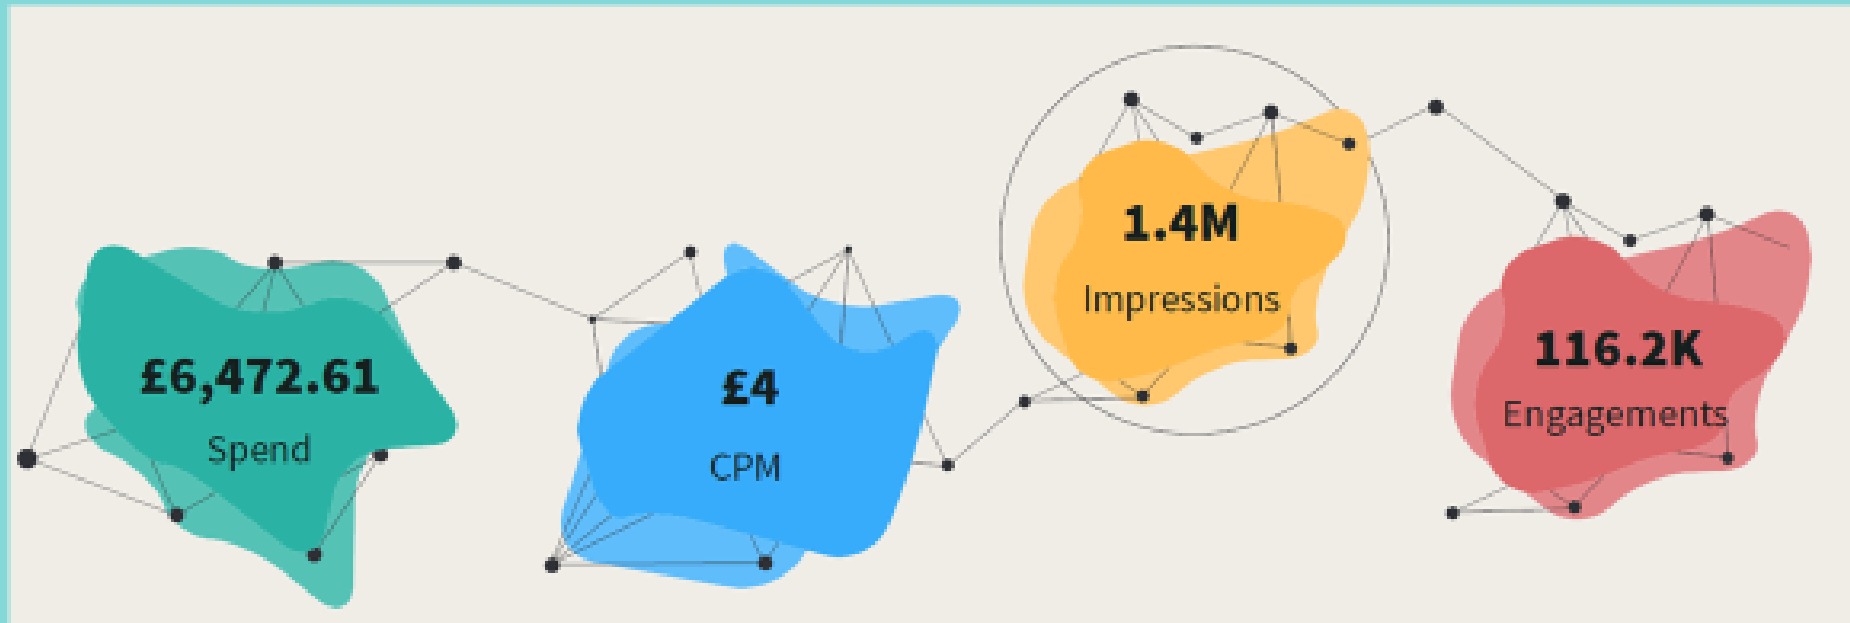 £6,472.61
Spend
£4
CPM
1.4M
Impressions
116.2K
Engagements